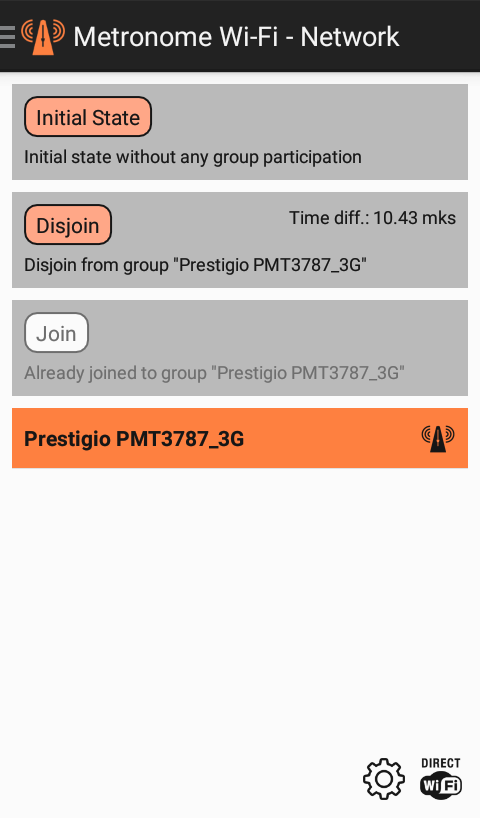 Metronome Wi-Fi - Network
Initial State
Initial state without any group participation
Disjoin
Time diff.: 10.43 mks
Disjoin from group "Prestigio PMT3787_3G"
Join
Already joined to group "Prestigio PMT3787_3G"
Prestigio PMT3787_3G
DIRECT
WiFi